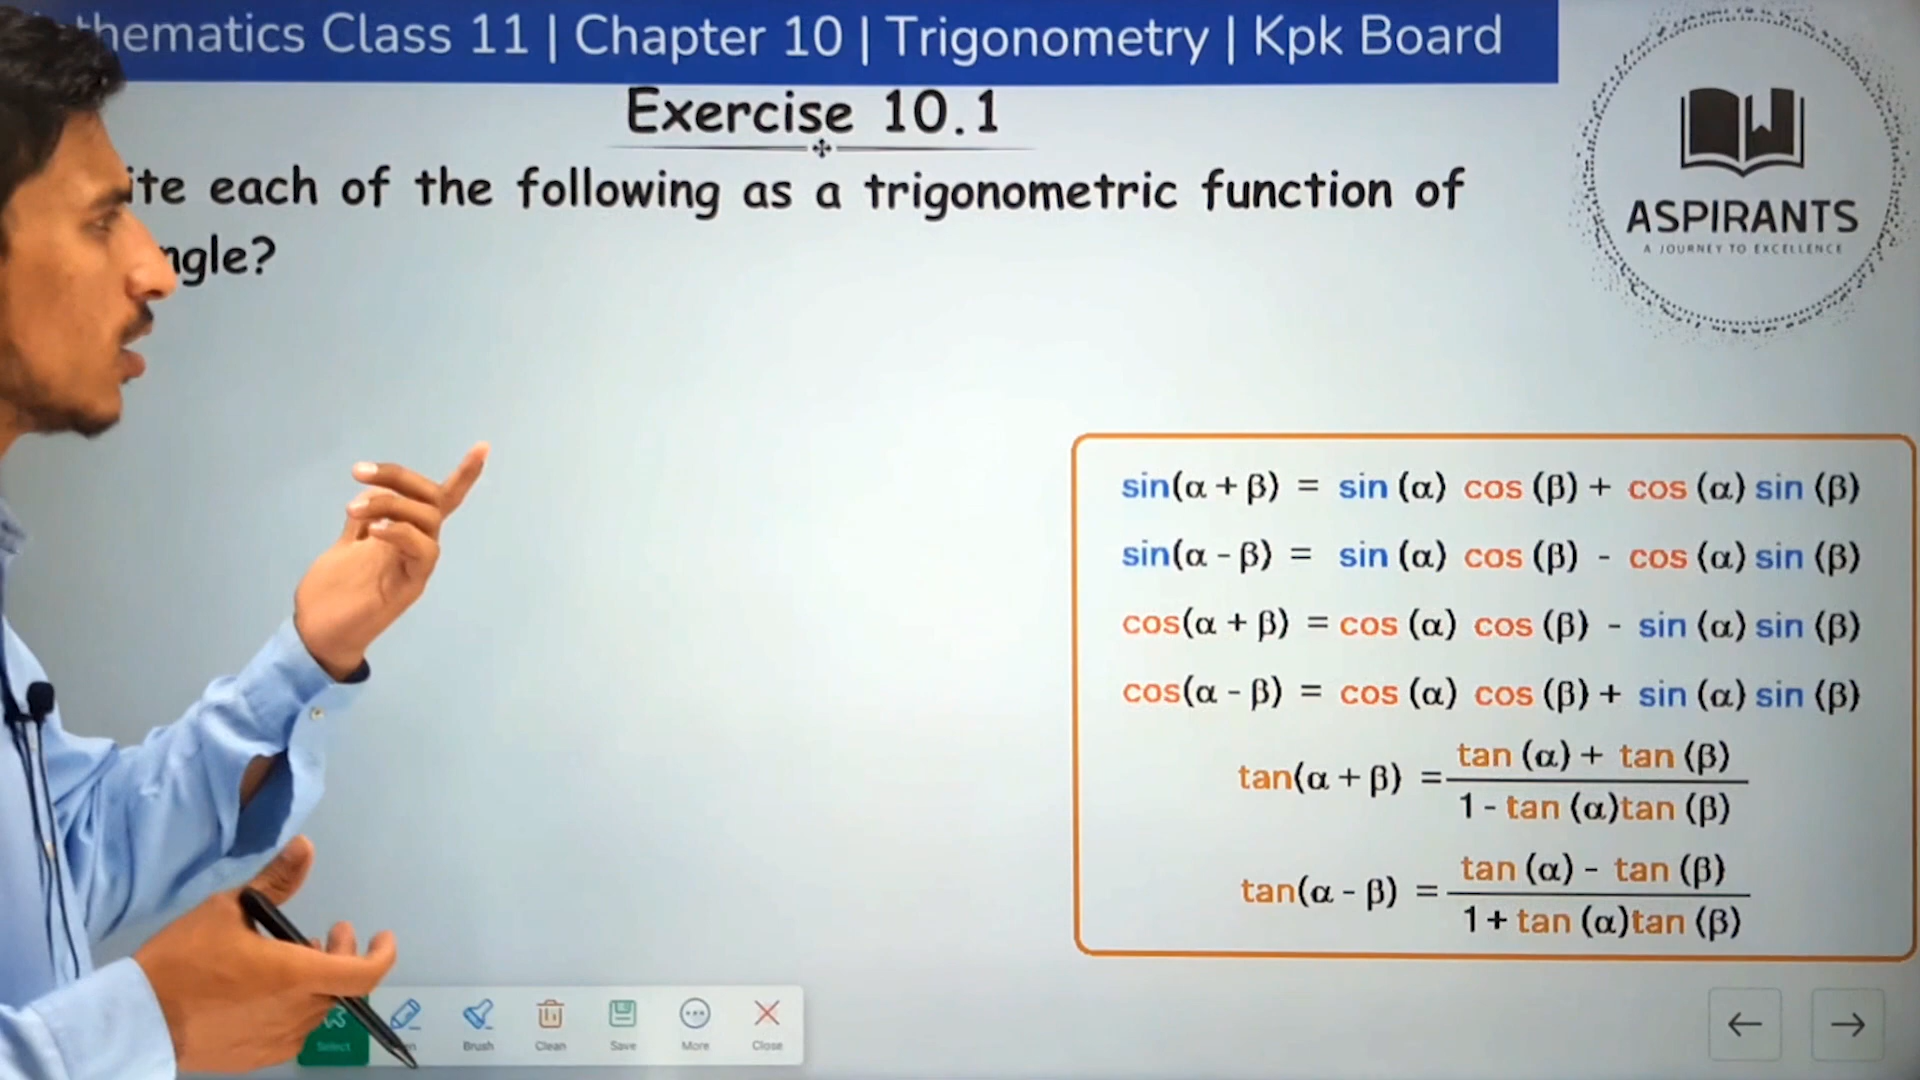 hematics Class 11 | Chapter 10 | Trigonometry | Kpk Board
Exercise 10.1
ite each of the following as a trigonometric function of
ngle?
ASPIRANTS
A JOURNEY TO EXCELLENCE
sin(α + β) = sin (α) cos (β) + cos (α) sin (β)
sin(α - β) = sin (α) cos (β) - cos (α) sin (β)
cos(α + β) = cos (α) cos (β) - sin (α) sin (β)
cos(α - β) = cos (α) cos (β) + sin (α) sin (β)
tan(α + β) = tan (α) + tan (β)
1 - tan (α)tan (β)
tan(α - β) = tan (α) - tan (β)
1 + tan (α)tan (β)
Select Brush Clean Save More Close